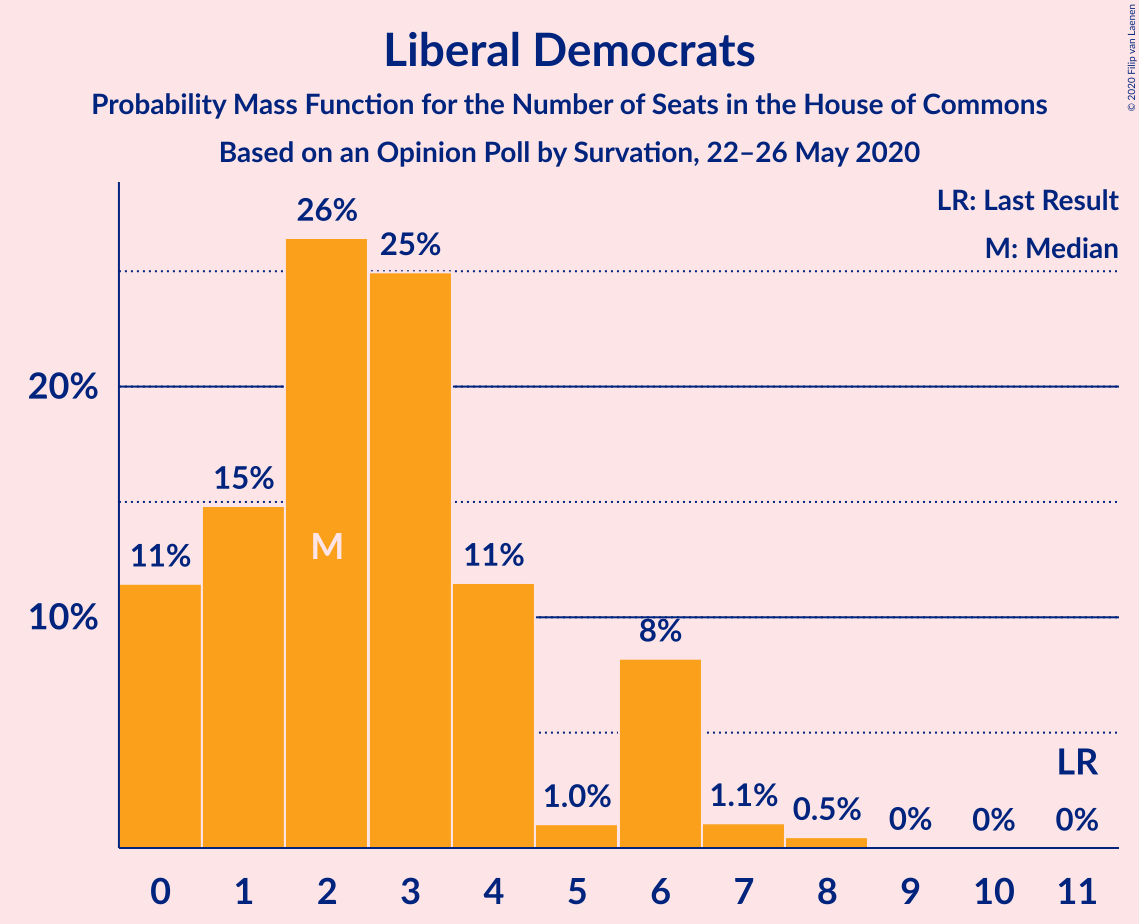 Liberal Democrats
Probability Mass Function for the Number of Seats in the House of Commons
Based on an Opinion Poll by Survation, 22–26 May 2020
© 2020 Filip van Laenen
LR: Last Result
M: Median
26%
25%
20%
15%
M
11%
11%
10%
8%
LR
1.0%
1.1%
0.5%
0%
0%
0%
0 1 2 3 4 5 6 7 8 9 10 11